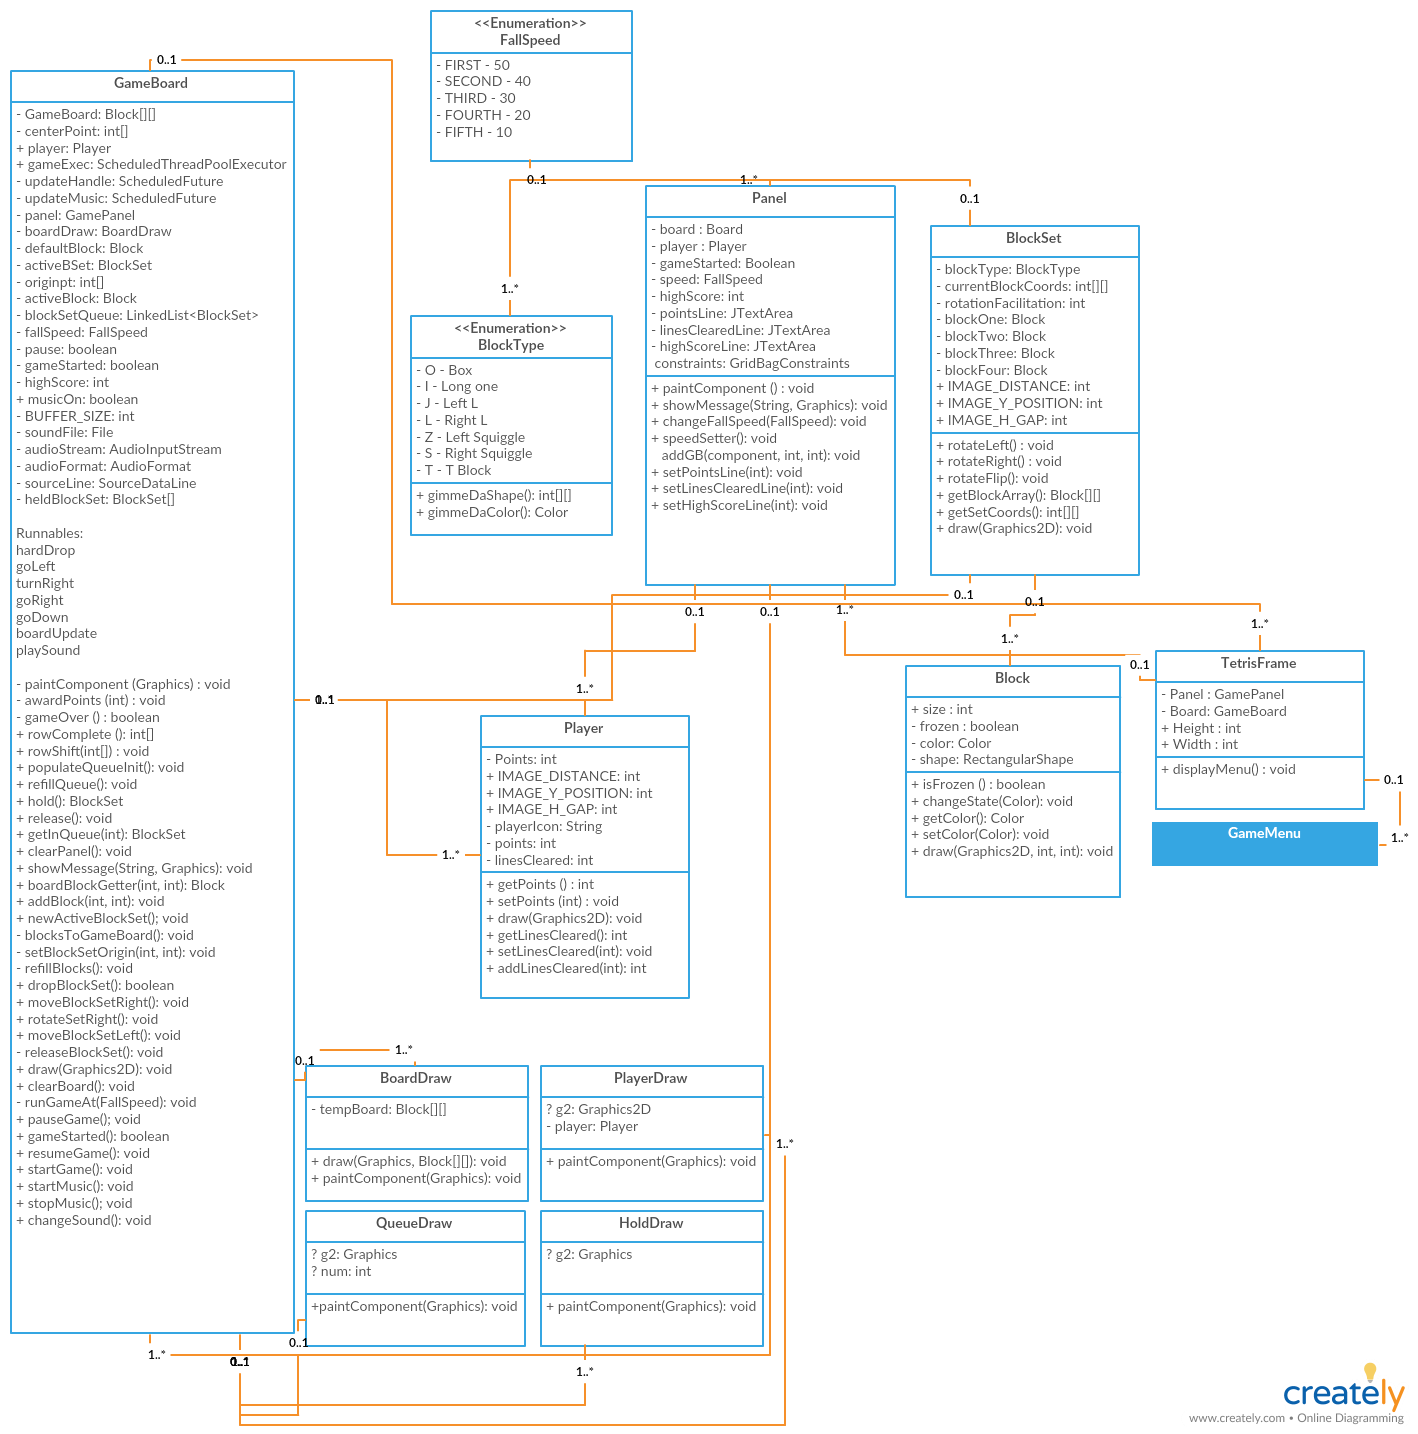 <<Enumeration>>
FallSpeed
- FIRST - 50
- SECOND - 40
- THIRD - 30
- FOURTH - 20
- FIFTH - 10
0..1
GameBoard
- GameBoard: Block[][]
- centerPoint: int[]
+ player: Player
+ gameExec: ScheduledThreadPoolExecutor
- updateHandle: ScheduledFuture
- updateMusic: ScheduledFuture
- panel: GamePanel
- boardDraw: BoardDraw
- defaultBlock: Block
- activeBSet: BlockSet
- originpt: int[]
- activeBlock: Block
- blockSetQueue: LinkedList<BlockSet>
- fallSpeed: FallSpeed
- pause: boolean
- gameStarted: boolean
- highScore: int
+ musicOn: boolean
- BUFFER_SIZE: int
- soundFile: File
- audioStream: AudioInputStream
- audioFormat: AudioFormat
- sourceLine: SourceDataLine
- heldBlockSet: BlockSet[]
Runnables:
hardDrop
goLeft
turnRight
goRight
goDown
boardUpdate
playSound
- paintComponent (Graphics) : void
- awardPoints (int) : void
- gameOver () : boolean
+ rowComplete (): int[]
+ rowShift(int[]) : void
+ populateQueueInit(): void
+ refillQueue(): void
+ hold(): BlockSet
+ release(): void
+ getInQueue(int): BlockSet
+ clearPanel(): void
+ showMessage(String, Graphics): void
+ boardBlockGetter(int, int): Block
+ addBlock(int, int): void
+ newActiveBlockSet(); void
- blocksToGameBoard(): void
- setBlockSetOrigin(int, int): void
- refillBlocks(): void
+ dropBlockSet(): boolean
+ moveBlockSetRight(): void
+ rotateSetRight(): void
+ moveBlockSetLeft(): void
- releaseBlockSet(): void
+ draw(Graphics2D): void
+ clearBoard(): void
- runGameAt(FallSpeed): void
+ pauseGame(); void
+ gameStarted(): boolean
+ resumeGame(): void
+ startGame(): void
+ startMusic(): void
+ stopMusic(); void
+ changeSound(): void
0..1
1..*
0..1
1..*
<<Enumeration>>
BlockType
- O - Box
- I - Long one
- J - Left L
- L - Right L
- Z - Left Squiggle
- S - Right Squiggle
- T - T Block
+ gimmeDaShape(): int[][]
+ gimmeDaColor(): Color
Panel
- board : Board
- player : Player
- gameStarted: Boolean
- speed: FallSpeed
- highScore: int
- pointsLine: JTextArea
- linesClearedLine: JTextArea
- highScoreLine: JTextArea
constraints: GridBagConstraints
+ paintComponent () : void
+ showMessage(String, Graphics): void
+ changeFallSpeed(FallSpeed): void
+ speedSetter(): void
addGB(component, int, int): void
+ setPointsLine(int): void
+ setLinesClearedLine(int): void
+ setHighScoreLine(int): void
BlockSet
- blockType: BlockType
- currentBlockCoords: int[][]
- rotationFacilitation: int
- blockOne: Block
- blockTwo: Block
- blockThree: Block
- blockFour: Block
+ IMAGE_DISTANCE: int
+ IMAGE_Y_POSITION: int
+ IMAGE_H_GAP: int
+ rotateLeft() : void
+ rotateRight() : void
+ rotateFlip(): void
+ getBlockArray(): Block[][]
+ getSetCoords(): int[][]
+ draw(Graphics2D): void
0..1
0..1
1..*
0..1
0..1
1..*
1..*
0..1
1..*
0..1
Block
+ size : int
- frozen : boolean
- color: Color
- shape: RectangularShape
+ isFrozen () : boolean
+ changeState(Color): void
+ getColor(): Color
+ setColor(Color): void
+ draw(Graphics2D, int, int): void
TetrisFrame
- Panel : GamePanel
- Board: GameBoard
+ Height : int
+ Width : int
+ displayMenu() : void
0..1
GameMenu
1..*
Player
- Points: int
+ IMAGE_DISTANCE: int
+ IMAGE_Y_POSITION: int
+ IMAGE_H_GAP: int
- playerIcon: String
- points: int
- linesCleared: int
+ getPoints () : int
+ setPoints (int) : void
+ draw(Graphics2D): void
+ getLinesCleared(): int
+ setLinesCleared(int): void
+ addLinesCleared(int): int
1..*
1..*
0..1
BoardDraw
- tempBoard: Block[][]
+ draw(Graphics, Block[][]): void
+ paintComponent(Graphics): void
PlayerDraw
? g2: Graphics2D
- player: Player
+ paintComponent(Graphics): void
1..*
QueueDraw
? g2: Graphics
? num: int
+paintComponent(Graphics): void
HoldDraw
? g2: Graphics
+ paintComponent(Graphics): void
0..1
1..*
1..*
creately
www.creately.com • Online Diagramming